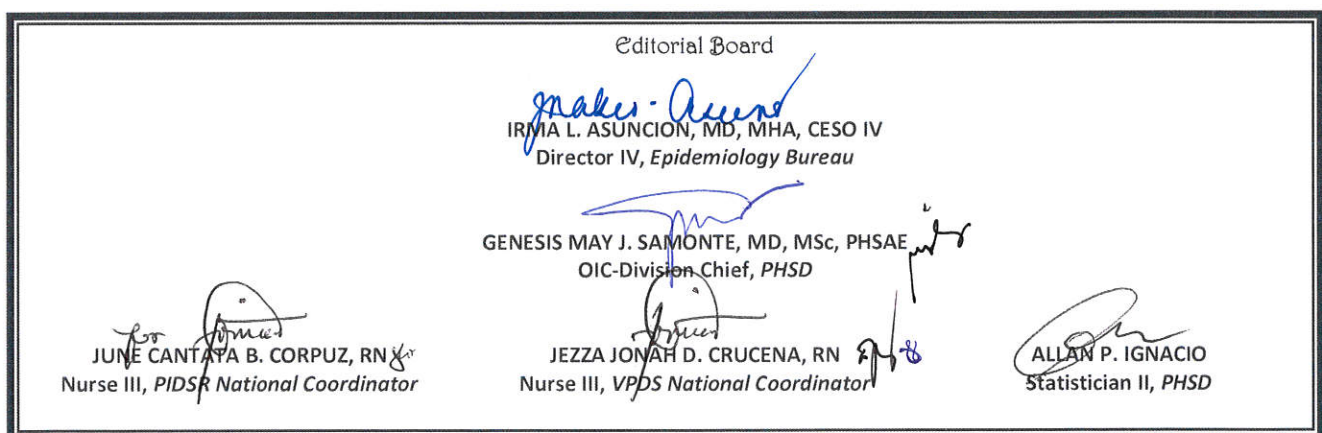 Editorial Board
IRMA L. ASUNCION, MD, MHA, CESO IV
Director IV, Epidemiology Bureau
GENESIS MAY J. SAMONTE, MD, MSc, PHSAE
OIC-Division Chief, PHSD
for
JUNE CANTATA B. CORPUZ, RN
Nurse III, PIDSR National Coordinator
JEZZA JONAH D. CRUCENA, RN
Nurse III, VPDS National Coordinator
ALLAN P. IGNACIO
Statistician II, PHSD